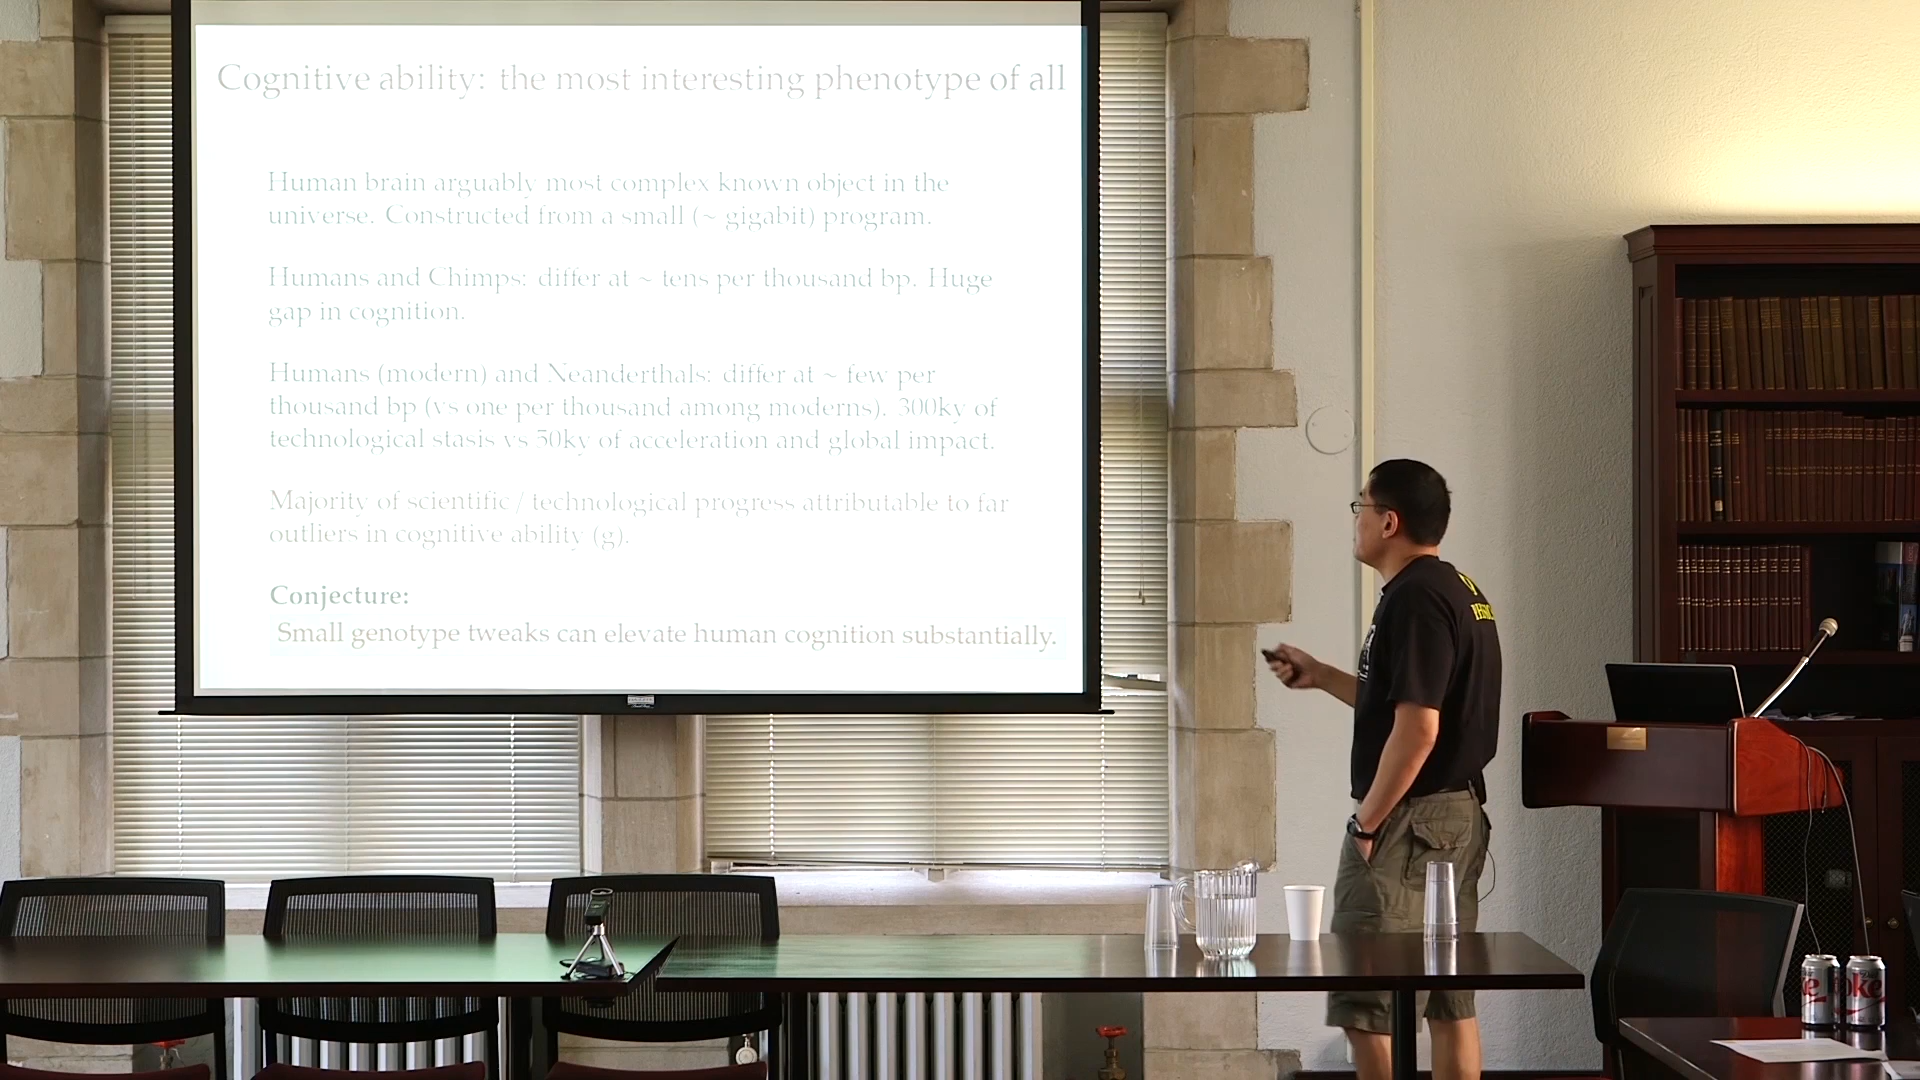 Cognitive ability: the most interesting phenotype of all
Human brain arguably most complex known object in the
universe. Constructed from a small (~ gigabit) program.
Humans and Chimps: differ at ~ tens per thousand bp. Huge
gap in cognition.
Humans (modern) and Neanderthals: differ at ~ few per
thousand bp (vs one per thousand among moderns). 300ky of
technological stasis vs 50ky of acceleration and global impact.
Majority of scientific/ technological progress attributable to far
outliers in cognitive ability (g).
Conjecture:
Small genotype tweaks can elevate human cognition substantially.